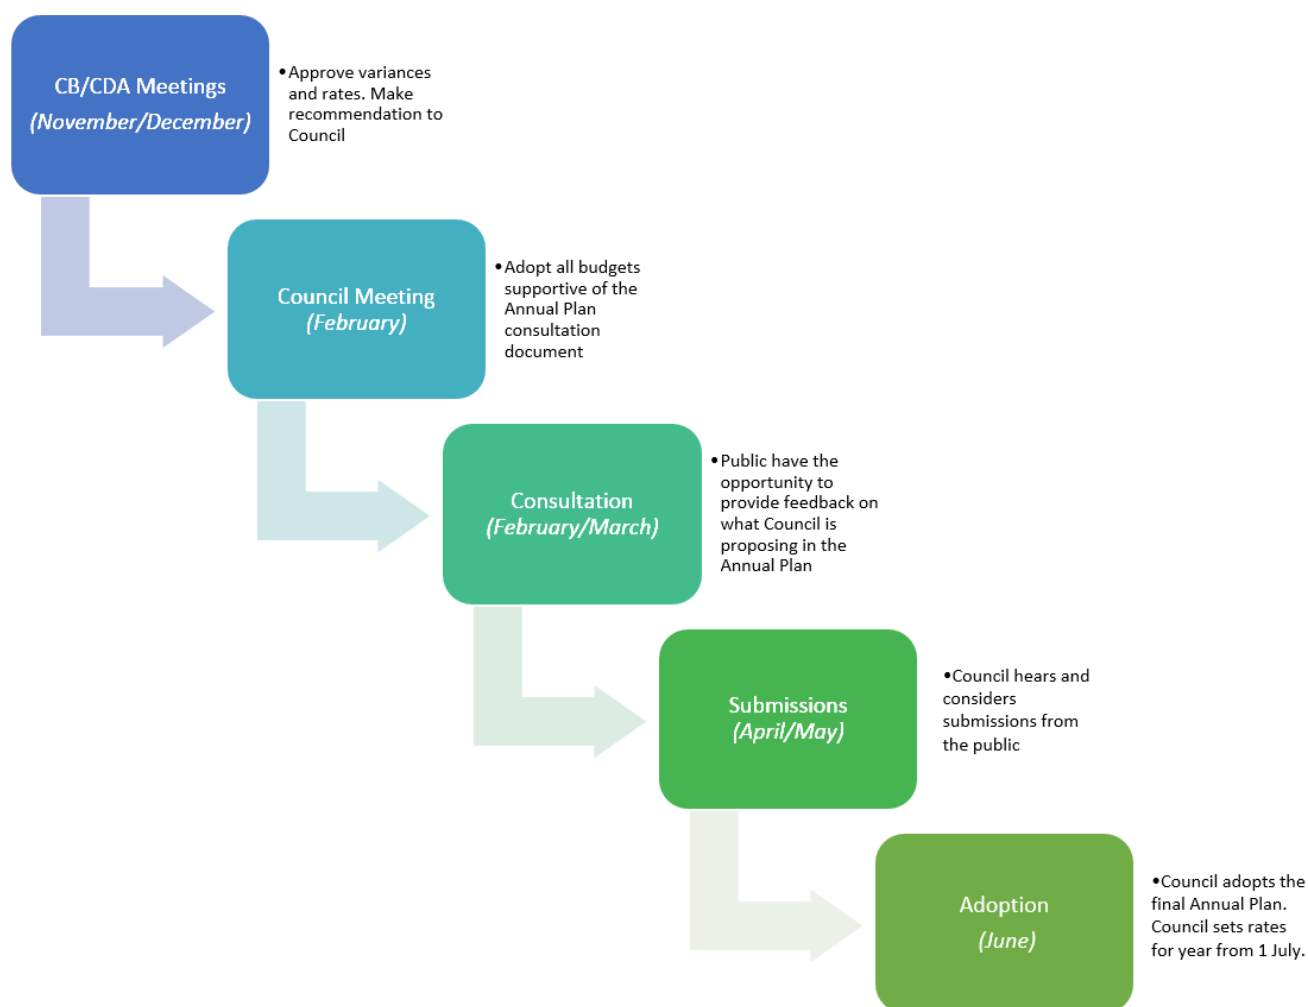 CB/CDA Meetings
(November/December)
•Approve variances
and rates. Make
recommendation to
Council
Council Meeting
(February)
•Adopt all budgets
supportive of the
Annual Plan
consultation
document
Consultation
(February/March)
•Public have the
opportunity to
provide feedback on
what Council is
proposing in the
Annual Plan
Submissions
(April/May)
•Council hears and
considers
submissions from
the public
Adoption
(June)
•Council adopts the
final Annual Plan.
Council sets rates
for year from 1 July.